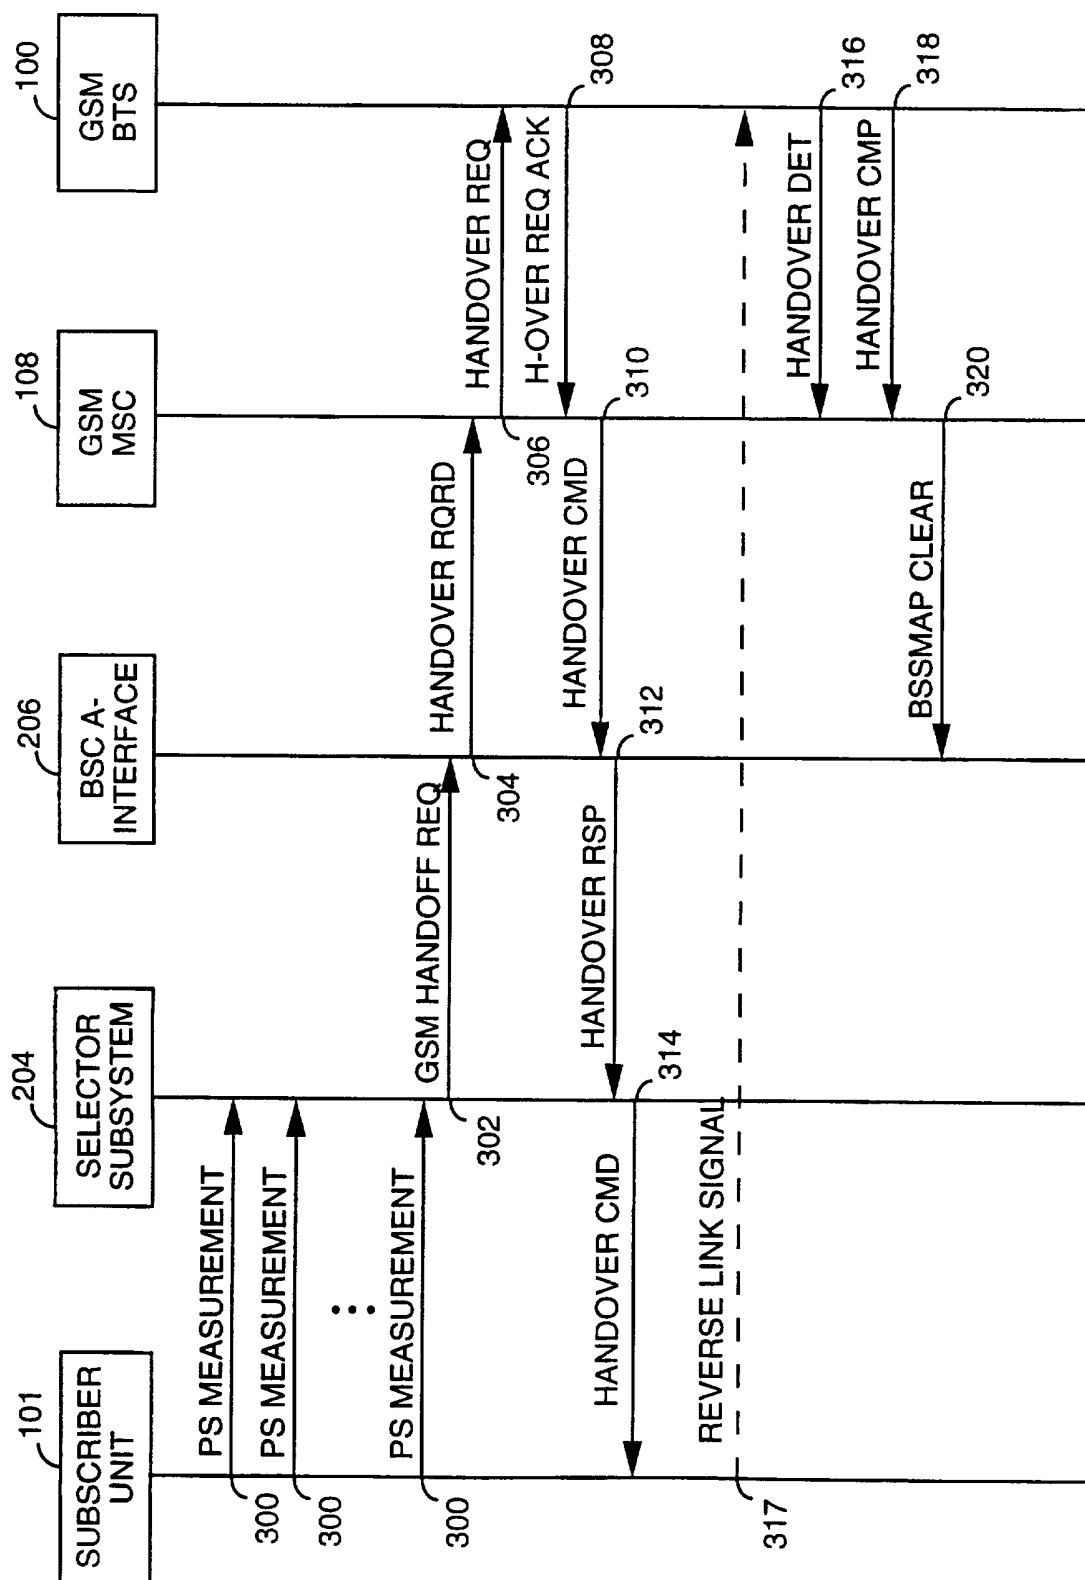 101
SUBSCRIBER
UNIT
204
SELECTOR
SUBSYSTEM
206
BSC A-
INTERFACE
108
GSM
MSC
100
GSM
BTS
PS MEASUREMENT
300
PS MEASUREMENT
300
PS MEASUREMENT
300
GSM HANDOFF REQ
302
HANDOVER RQRD
304
HANDOVER REQ
306
H-OVER REQ ACK
308
HANDOVER CMD
310
HANDOVER RSP
312
HANDOVER CMD
314
REVERSE LINK SIGNAL
317
HANDOVER DET
316
HANDOVER CMP
318
BSSMAP CLEAR
320